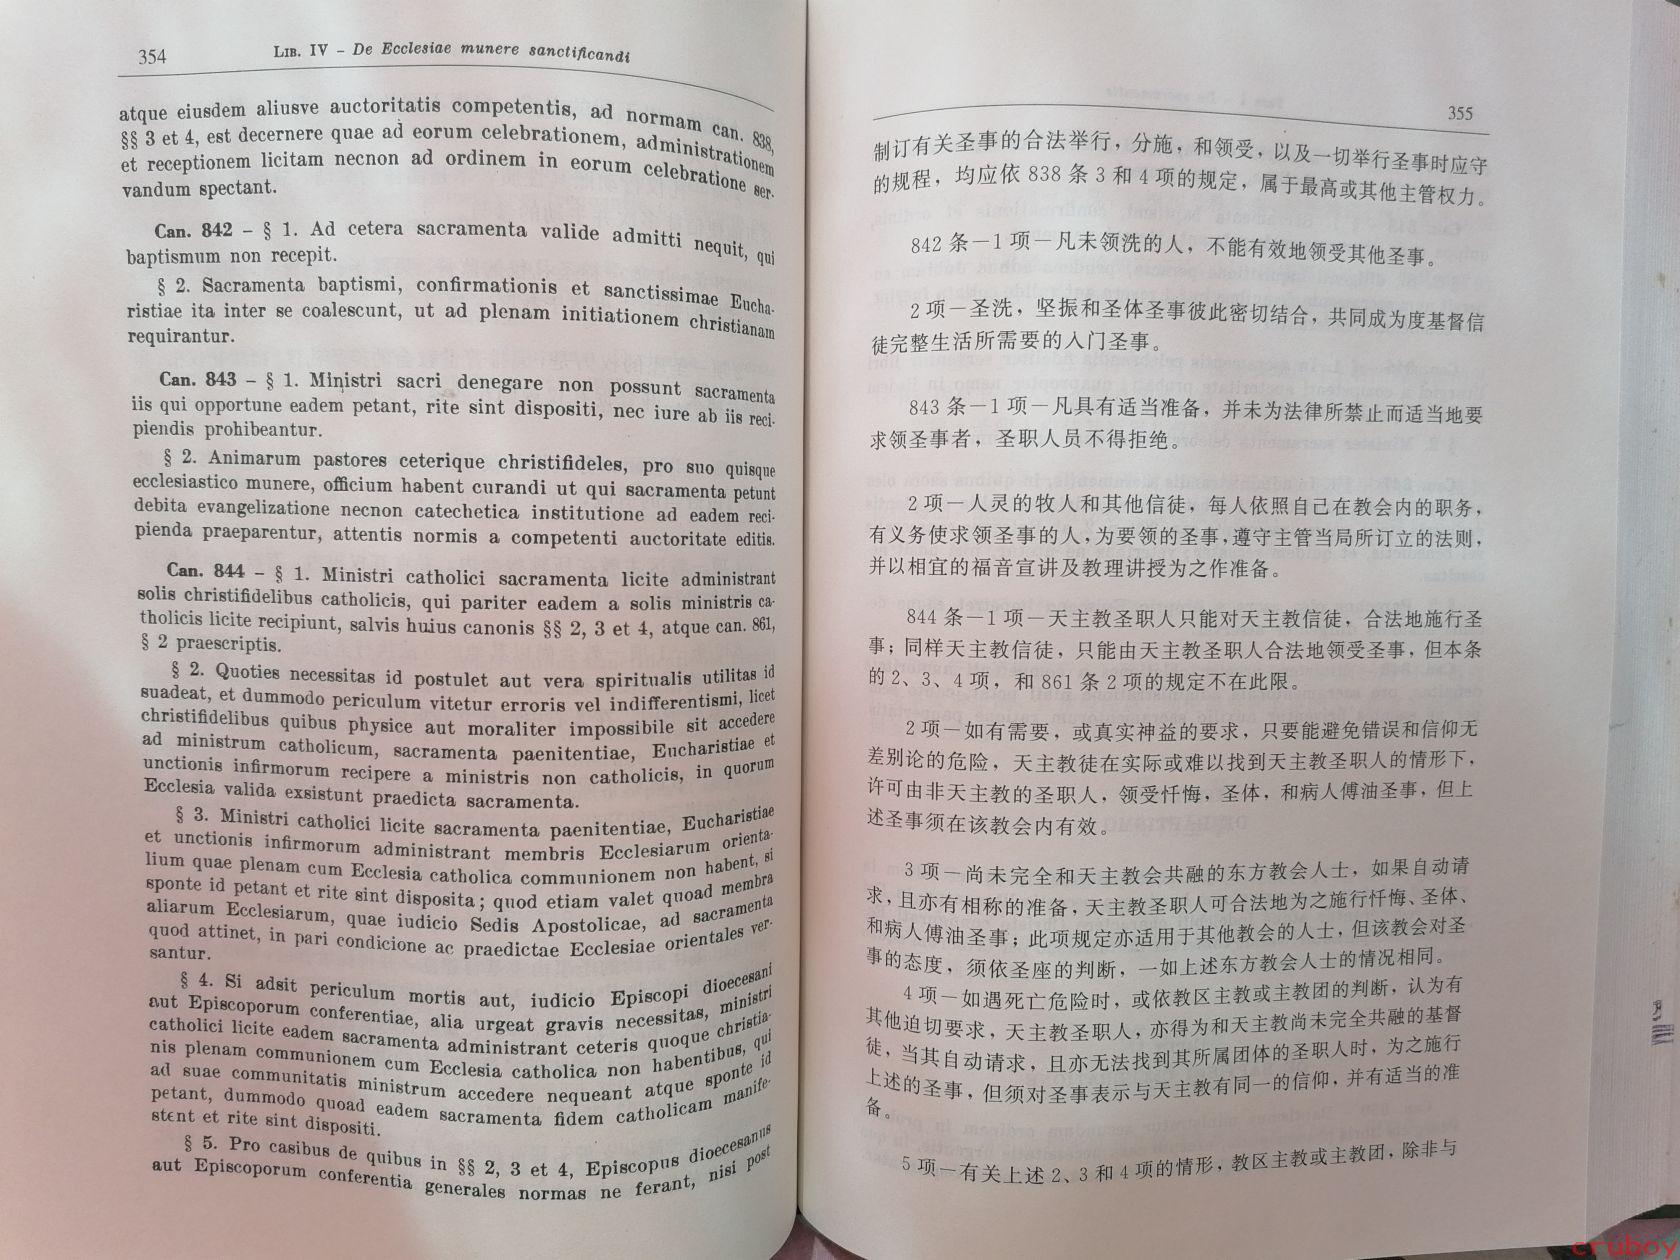 354
LIB. IV – De Ecclesiae munere sanctificandi
atque eiusdem aliusve auctoritatis competentis, ad normam can. 838,
§§ 3 et 4, est decernere quae ad eorum celebrationem, administrationem
et receptionem licitam necnon ad ordinem in eorum celebratione ser-
vandum spectant.
Can. 842 – § 1. Ad cetera sacramenta valide admitti nequit, qui
baptismum non recepit.
§ 2. Sacramenta baptismi, confirmationis et sanctissimae Eucha-
ristiae ita inter se coalescunt, ut ad plenam initiationem christianam
requirantur.
Can. 843 – § 1. Ministri sacri denegare non possunt sacramenta
iis qui opportune eadem petant, rite sint dispositi, nec iure ab iis reci-
piendis prohibeantur.
§ 2. Animarum pastores ceterique christifideles, pro suo quisque
ecclesiastico munere, officium habent curandi ut qui sacramenta petunt
debita evangelizatione necnon catechetica institutione ad eadem reci-
pienda praeparentur, attentis normis a competenti auctoritate editis.
Can. 844 – § 1. Ministri catholici sacramenta licite administrant
solis christifidelibus catholicis, qui pariter eadem a solis ministris ca-
tholicis licite recipiunt, salvis huius canonis §§ 2, 3 et 4, atque can. 861,
§ 2 praescriptis.
§ 2. Quoties necessitas id postulet aut vera spiritualis utilitas id
suadeat, et dummodo periculum vitetur erroris vel indifferentismi, licet
christifidelibus quibus physice aut moraliter impossibile sit accedere
ad ministrum catholicum, sacramenta paenitentiae, Eucharistiae et
unctionis infirmorum recipere a ministris non catholicis, in quorum
Ecclesia valida exsistunt praedicta sacramenta.
§ 3. Ministri catholici licite sacramenta paenitentiae, Eucharistiae
et unctionis infirmorum administrant membris Ecclesiarum orienta-
lium quae plenam cum Ecclesia catholica communionem non habent, si
sponte id petant et rite sint disposita; quod etiam valet quoad membra
aliarum Ecclesiarum, quae iudicio Sedis Apostolicae, ad sacramenta
quod attinet, in pari condicione ac praedictae Ecclesiae orientales ver-
santur.
§ 4. Si adsit periculum mortis aut, iudicio Episcopi dioecesani
aut Episcoporum conferentiae, alia urgeat gravis necessitas, ministri
catholici licite eadem sacramenta administrant ceteris quoque christia-
nis plenam communionem cum Ecclesia catholica non habentibus, qui
ad suae communitatis ministrum accedere nequeant atque sponte id
petant, dummodo quoad eadem sacramenta fidem catholicam manife-
stent et rite sint dispositi.
§ 5. Pro casibus de quibus in §§ 2, 3 et 4, Episcopus dioecesanus
aut Episcoporum conferentia generales normas ne ferant, nisi post
355
制订有关圣事的合法举行，分施，和领受，以及一切举行圣事时应守
的规程，均应依 838 条 3 和 4 项的规定，属于最高或其他主管权力。
842 条－1 项－凡未领洗的人，不能有效地领受其他圣事。
2 项－圣洗，坚振和圣体圣事彼此密切结合，共同成为度基督信
徒完整生活所需要的入门圣事。
843 条－1 项－凡具有适当准备，并未为法律所禁止而适当地要
求领圣事者，圣职人员不得拒绝。
2 项－人灵的牧人和其他信徒，每人依照自己在教会内的职务，
有义务使求领圣事的人，为要领的圣事，遵守主管当局所订立的法则，
并以相宜的福音宣讲及教理讲授为之作准备。
844 条－1 项－天主教圣职人只能对天主教信徒，合法地施行圣
事；同样天主教信徒，只能由天主教圣职人合法地领受圣事，但本条
的 2、3、4 项，和 861 条 2 项的规定不在此限。
2 项－如有需要，或真实神益的要求，只要能避免错误和信仰无
差别论的危险，天主教徒在实际或难以找到天主教圣职人的情形下，
许可由非天主教的圣职人，领受忏悔，圣体，和病人傅油圣事，但上
述圣事须在该教会内有效。
3 项－尚未完全和天主教会共融的东方教会人士，如果自动请
求，且亦有相称的准备，天主教圣职人可合法地为之施行忏悔、圣体、
和病人傅油圣事；此项规定亦适用于其他教会的人士，但该教会对圣
事的态度，须依圣座的判断，一如上述东方教会人士的情况相同。
4 项－如遇死亡危险时，或依教区主教或主教团的判断，认为有
其他迫切要求，天主教圣职人，亦得为和天主教尚未完全共融的基督
徒，当其自动请求，且亦无法找到其所属团体的圣职人时，为之施行
上述的圣事，但须对圣事表示与天主教有同一的信仰，并有适当的准
备。
5 项－有关上述 2、3 和 4 项的情形，教区主教或主教团，除非与
cruboy